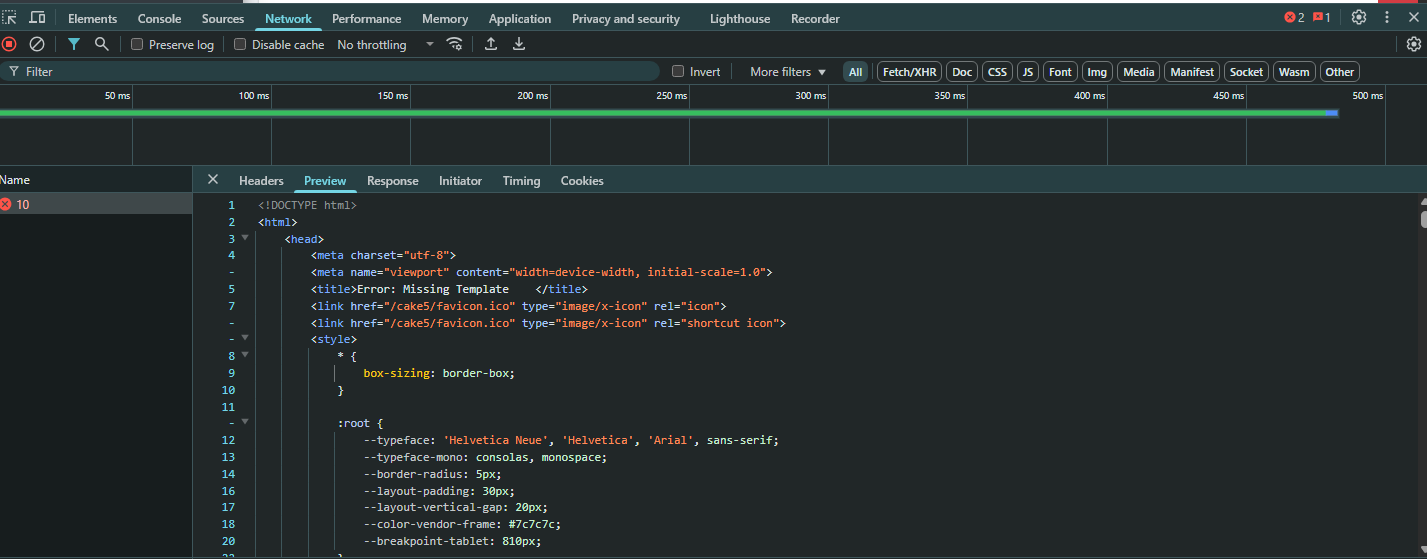 Elements Console Sources Network Performance Memory Application Privacy and security Lighthouse Recorder 2 1
Preserve log Disable cache No throttling
Filter Invert More filters All Fetch/XHR Doc CSS JS Font Img Media Manifest Socket Wasm Other
50 ms 100 ms 150 ms 200 ms 250 ms 300 ms 350 ms 400 ms 450 ms 500 ms
Name Headers Preview Response Initiator Timing Cookies
10
1 <!DOCTYPE html>
2 <html>
3 <head>
4 <meta charset="utf-8">
- <meta name="viewport" content="width=device-width, initial-scale=1.0">
5 <title>Error: Missing Template    </title>
7 <link href="/cake5/favicon.ico" type="image/x-icon" rel="icon">
- <link href="/cake5/favicon.ico" type="image/x-icon" rel="shortcut icon">
- <style>
8 * {
9 box-sizing: border-box;
10 }
11
- :root {
12 --typeface: 'Helvetica Neue', 'Helvetica', 'Arial', sans-serif;
13 --typeface-mono: consolas, monospace;
14 --border-radius: 5px;
16 --layout-padding: 30px;
17 --layout-vertical-gap: 20px;
18 --color-vendor-frame: #7c7c7c;
20 --breakpoint-tablet: 810px;